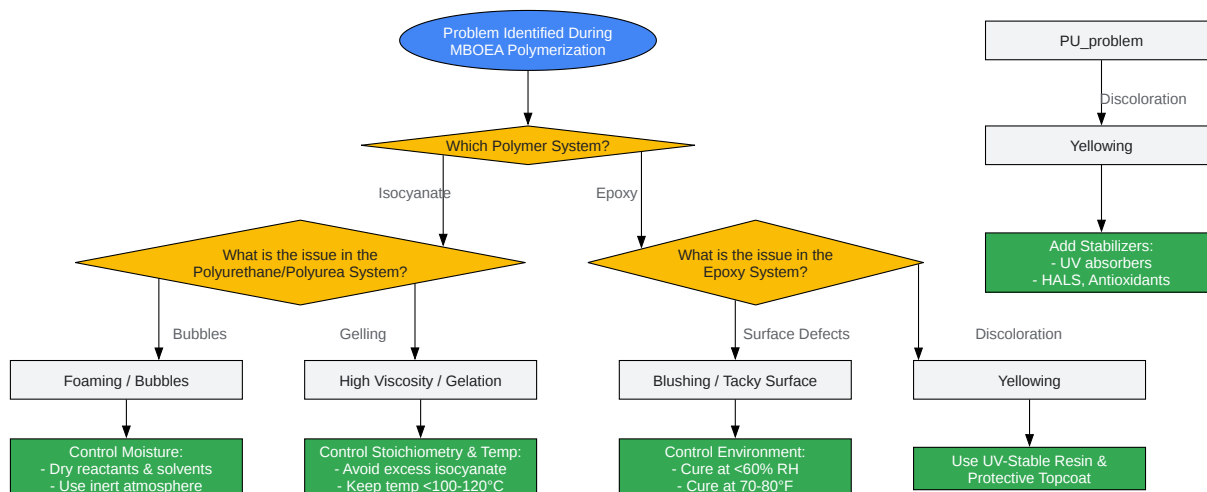 Problem Identified During
MBOEA Polymerization
PU_problem
Discoloration
Which Polymer System?
Yellowing
Isocyanate
Epoxy
What is the issue in the
Polyurethane/Polyurea System?
What is the issue in the
Epoxy System?
Add Stabilizers:
- UV absorbers
- HALS, Antioxidants
Bubbles
Gelling
Surface Defects
Discoloration
Foaming / Bubbles
High Viscosity / Gelation
Blushing / Tacky Surface
Yellowing
Control Moisture:
- Dry reactants & solvents
- Use inert atmosphere
Control Stoichiometry & Temp:
- Avoid excess isocyanate
- Keep temp <100-120°C
Control Environment:
- Cure at <60% RH
- Cure at 70-80°F
Use UV-Stable Resin &
Protective Topcoat